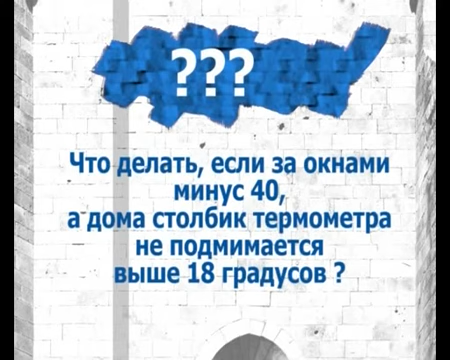 ???
Что делать, если за окнами
минус 40,
а дома столбик термометра
не подмимается
выше 18 градусов ?